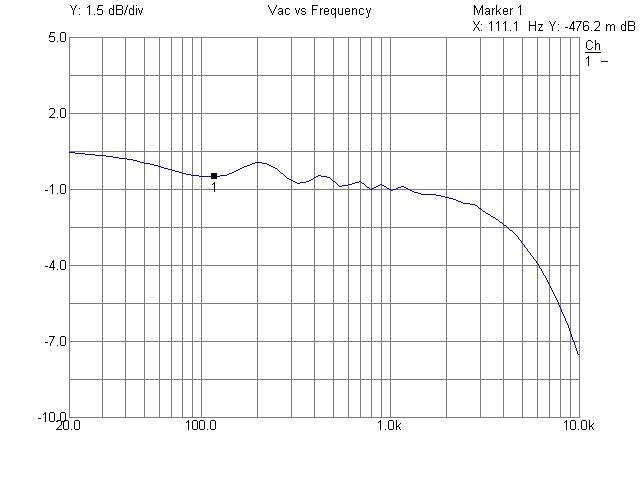 Y: 1.5 dB/div Vac vs Frequency Marker 1
X: 111.1 Hz Y: -476.2 m dB
5.0
Ch
1 –
2.0
-1.0
1
-4.0
-7.0
-10.0
20.0 100.0 1.0k 10.0k